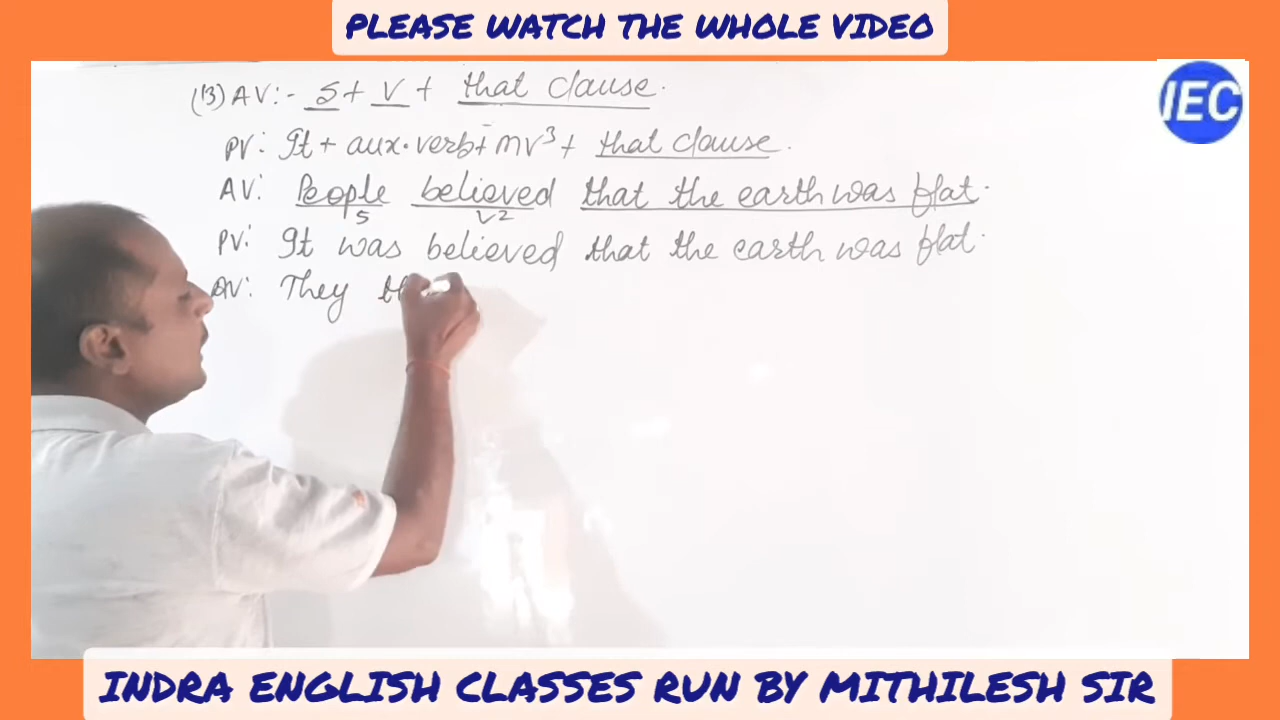 PLEASE WATCH THE WHOLE VIDEO
IEC
(13) AV:- S + V + that clause.
PV: It + aux. verb + MV3 + that clause.
AV: People believed that the earth was flat.
S V2
PV: It was believed that the earth was flat.
AV: They
INDRA ENGLISH CLASSES RUN BY MITHILESH SIR